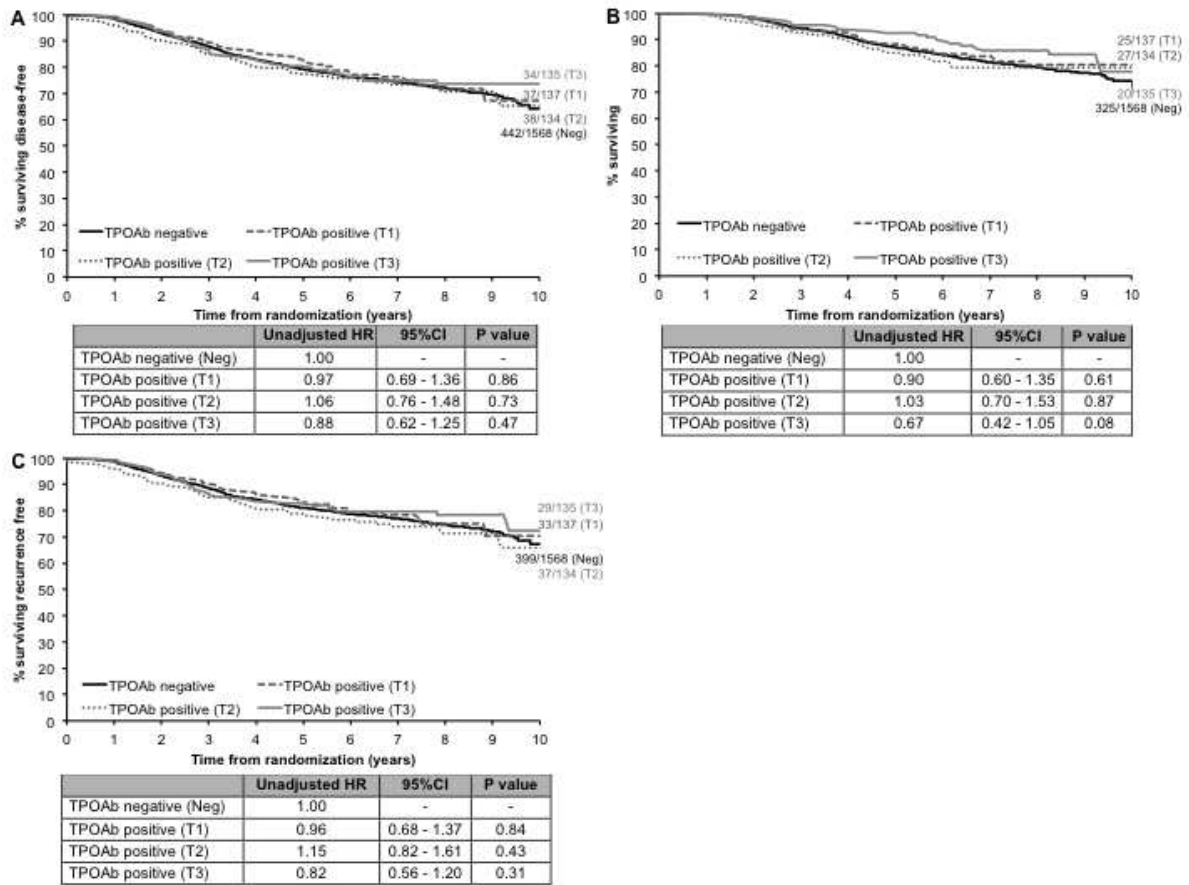 A
% surviving disease-free
100
90
80
70
60
50
40
30
20
10
0
34/135 (T3)
37/137 (T1)
38/134 (T2)
442/1568 (Neg)
TPOAb negative
TPOAb positive (T1)
TPOAb positive (T2)
TPOAb positive (T3)
0 1 2 3 4 5 6 7 8 9 10
Time from randomization (years)
Unadjusted HR 95%CI P value
TPOAb negative (Neg) 1.00 - -
TPOAb positive (T1) 0.97 0.69 - 1.36 0.86
TPOAb positive (T2) 1.06 0.76 - 1.48 0.73
TPOAb positive (T3) 0.88 0.62 - 1.25 0.47
B
% surviving
100
90
80
70
60
50
40
30
20
10
0
25/137 (T1)
27/134 (T2)
20/135 (T3)
325/1568 (Neg)
TPOAb negative
TPOAb positive (T1)
TPOAb positive (T2)
TPOAb positive (T3)
0 1 2 3 4 5 6 7 8 9 10
Time from randomization (years)
Unadjusted HR 95%CI P value
TPOAb negative (Neg) 1.00 - -
TPOAb positive (T1) 0.90 0.60 - 1.35 0.61
TPOAb positive (T2) 1.03 0.70 - 1.53 0.87
TPOAb positive (T3) 0.67 0.42 - 1.05 0.08
C
% surviving recurrence free
100
90
80
70
60
50
40
30
20
10
0
29/135 (T3)
33/137 (T1)
399/1568 (Neg)
37/134 (T2)
TPOAb negative
TPOAb positive (T1)
TPOAb positive (T2)
TPOAb positive (T3)
0 1 2 3 4 5 6 7 8 9 10
Time from randomization (years)
Unadjusted HR 95%CI P value
TPOAb negative (Neg) 1.00 - -
TPOAb positive (T1) 0.96 0.68 - 1.37 0.84
TPOAb positive (T2) 1.15 0.82 - 1.61 0.43
TPOAb positive (T3) 0.82 0.56 - 1.20 0.31